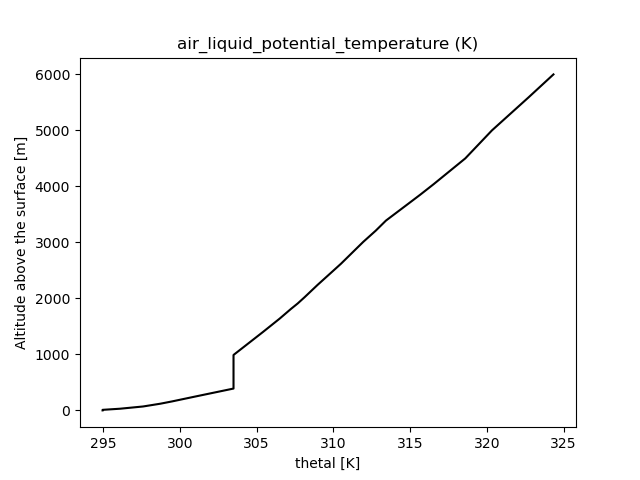 air_liquid_potential_temperature (K)
6000
5000
4000
3000
2000
1000
0
Altitude above the surface [m]
295 300 305 310 315 320 325
thetal [K]